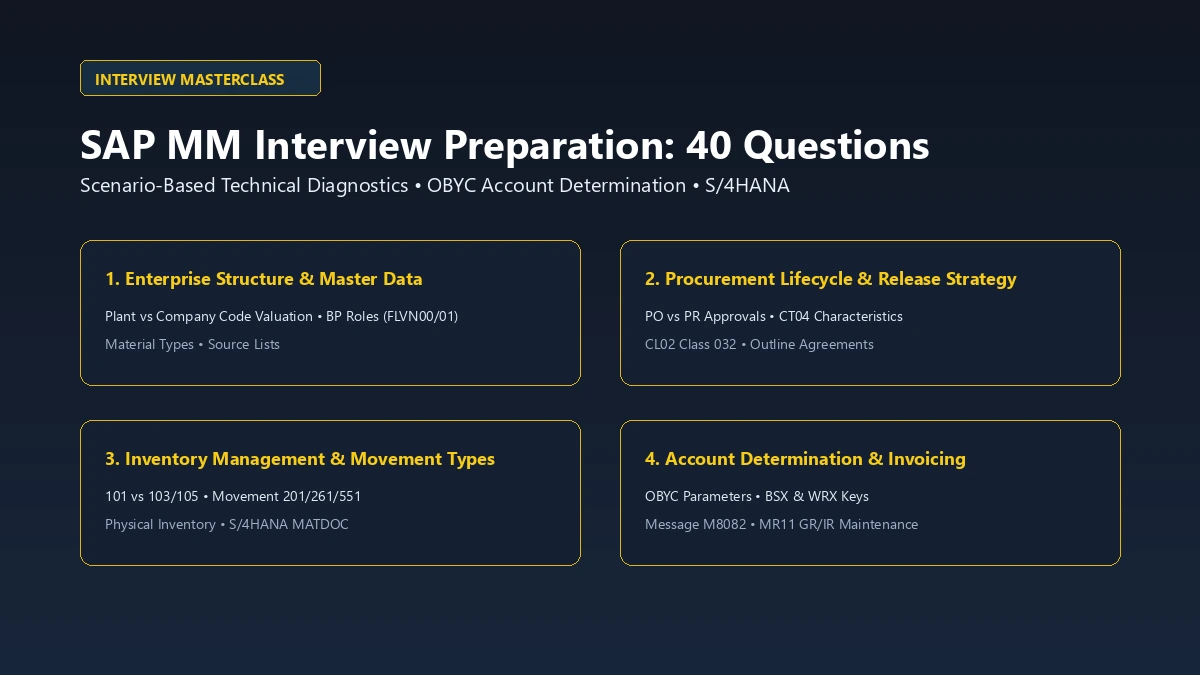 INTERVIEW MASTERCLASS
SAP MM Interview Preparation: 40 Questions
Scenario-Based Technical Diagnostics • OBYC Account Determination • S/4HANA
1. Enterprise Structure & Master Data
Plant vs Company Code Valuation • BP Roles (FLVN00/01)
Material Types • Source Lists
2. Procurement Lifecycle & Release Strategy
PO vs PR Approvals • CT04 Characteristics
CL02 Class 032 • Outline Agreements
3. Inventory Management & Movement Types
101 vs 103/105 • Movement 201/261/551
Physical Inventory • S/4HANA MATDOC
4. Account Determination & Invoicing
OBYC Parameters • BSX & WRX Keys
Message M8082 • MR11 GR/IR Maintenance